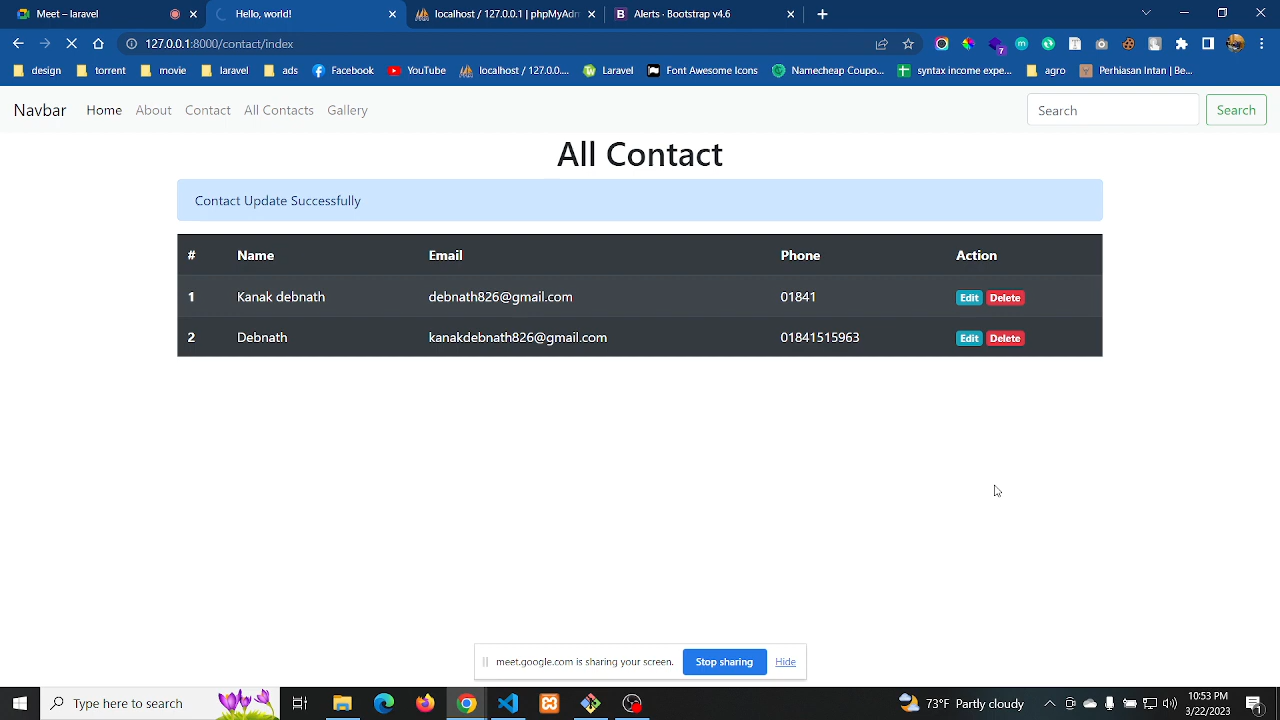 Meet – laravel
Hello, world!
localhost / 127.0.0.1 | phpMyAdm
B Alerts · Bootstrap v4.6
127.0.0.1:8000/contact/index
7
m
T
design
torrent
movie
laravel
ads
Facebook
YouTube
localhost / 127.0.0...
Laravel
Font Awesome Icons
Namecheap Coupo...
syntax income expe...
agro
Perhiasan Intan | Be...
Navbar Home About Contact All Contacts Gallery
Search Search
All Contact
Contact Update Successfully
# Name Email Phone Action
1 Kanak debnath debnath826@gmail.com 01841 Edit Delete
2 Debnath kanakdebnath826@gmail.com 01841515963 Edit Delete
meet.google.com is sharing your screen. Stop sharing Hide
Type here to search
73°F Partly cloudy
10:53 PM
3/22/2023
1